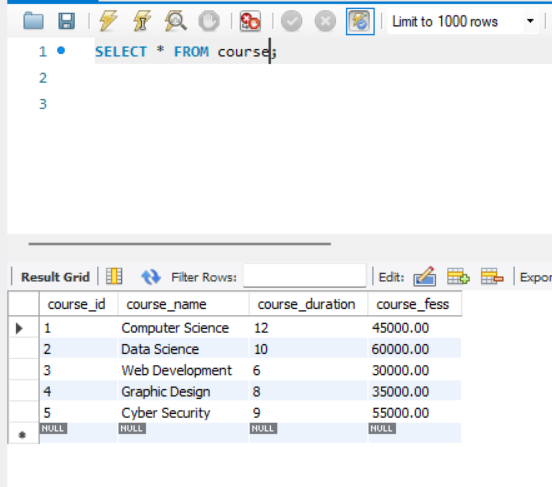 Limit to 1000 rows
1 SELECT * FROM course;
2
3
Result Grid Filter Rows: Edit: Expor
course_id course_name course_duration course_fess
1 Computer Science 12 45000.00
2 Data Science 10 60000.00
3 Web Development 6 30000.00
4 Graphic Design 8 35000.00
5 Cyber Security 9 55000.00
NULL NULL NULL NULL